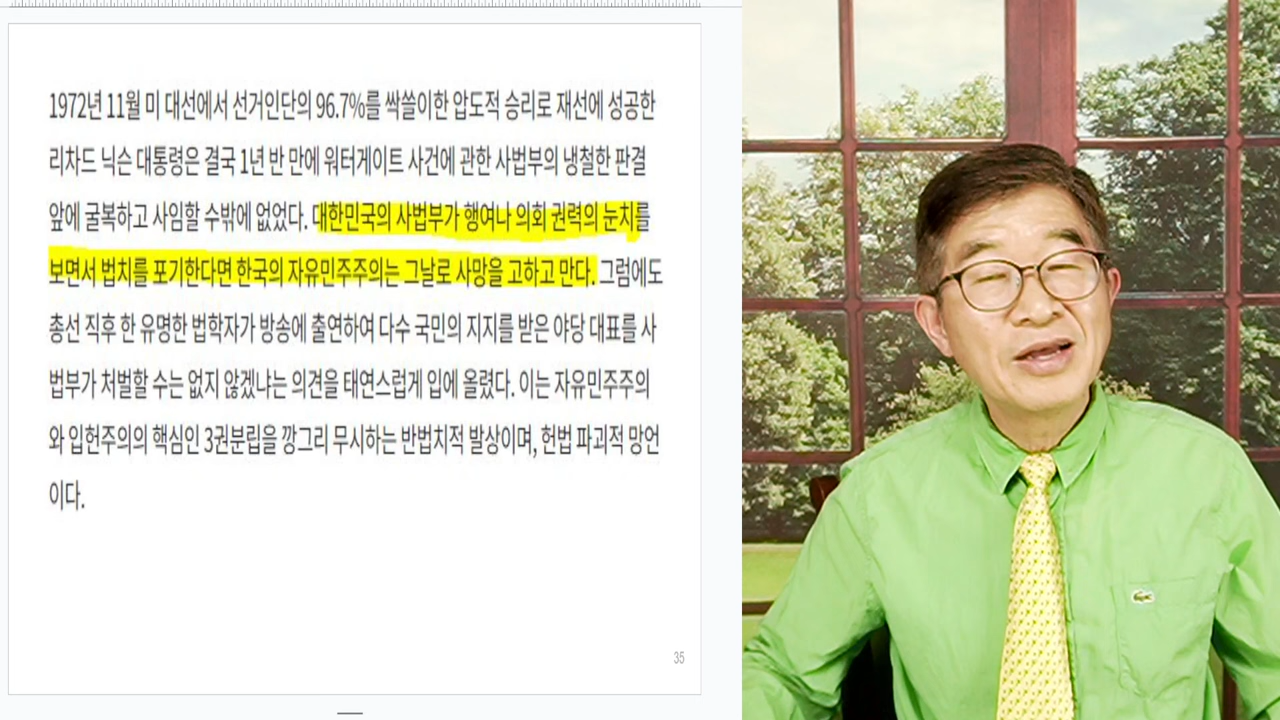 1972년 11월 미 대선에서 선거인단의 96.7%를 싹쓸이한 압도적 승리로 재선에 성공한
리차드 닉슨 대통령은 결국 1년 반 만에 워터게이트 사건에 관한 사법부의 냉철한 판결
앞에 굴복하고 사임할 수밖에 없었다. 대한민국의 사법부가 행여나 의회 권력의 눈치를
보면서 법치를 포기한다면 한국의 자유민주주의는 그날로 사망을 고하고 만다. 그럼에도
총선 직후 한 유명한 법학자가 방송에 출연하여 다수 국민의 지지를 받은 야당 대표를 사
법부가 처벌할 수는 없지 않겠냐는 의견을 태연스럽게 입에 올렸다. 이는 자유민주주의
와 입헌주의의 핵심인 3권분립을 깡그리 무시하는 반법치적 발상이며, 헌법 파괴적 망언
이다.
35